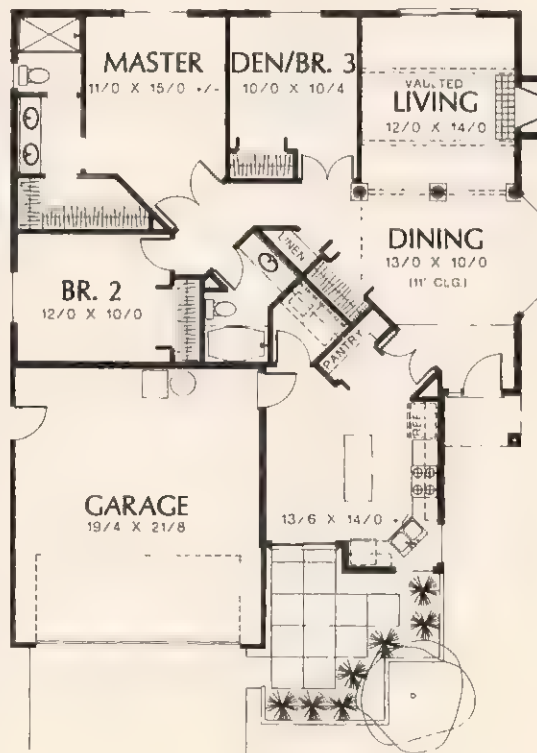 MASTER
11/0 X 15/0 +/-
DEN/BR. 3
10/0 X 10/4
VAULTED
LIVING
12/0 X 14/0
DINING
13/0 X 10/0
(11' CLG.)
LINEN
BR. 2
12/0 X 10/0
PANTRY
REF.
GARAGE
19/4 X 21/8
13/6 X 14/0